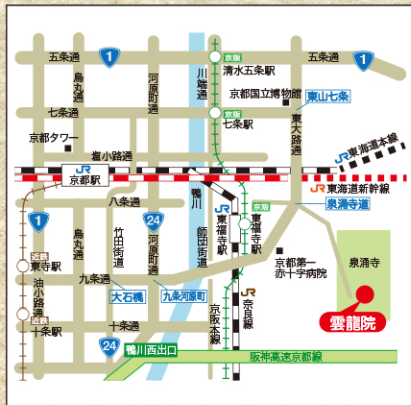 五条通
1
京阪
五条通
1
烏丸通
河原町通
川端通
清水五条駅
京都国立博物館
東山七条
七条通
京阪
七条駅
東大路通
京都タワー
塩小路通
JR東海道本線
JR
京都駅
JR東海道新幹線
八条通
鴨川
泉涌寺道
1
24
京阪
東福寺駅
東福寺駅
近鉄
東寺駅
烏丸通
竹田街道
河原町通
師団街道
京都第一
赤十字病院
泉涌寺
九条通
大石橋
九条河原町
油小路通
近鉄
十条駅
十条通
京阪本線
JR奈良線
雲龍院
24
鴨川西出口
阪神高速京都線